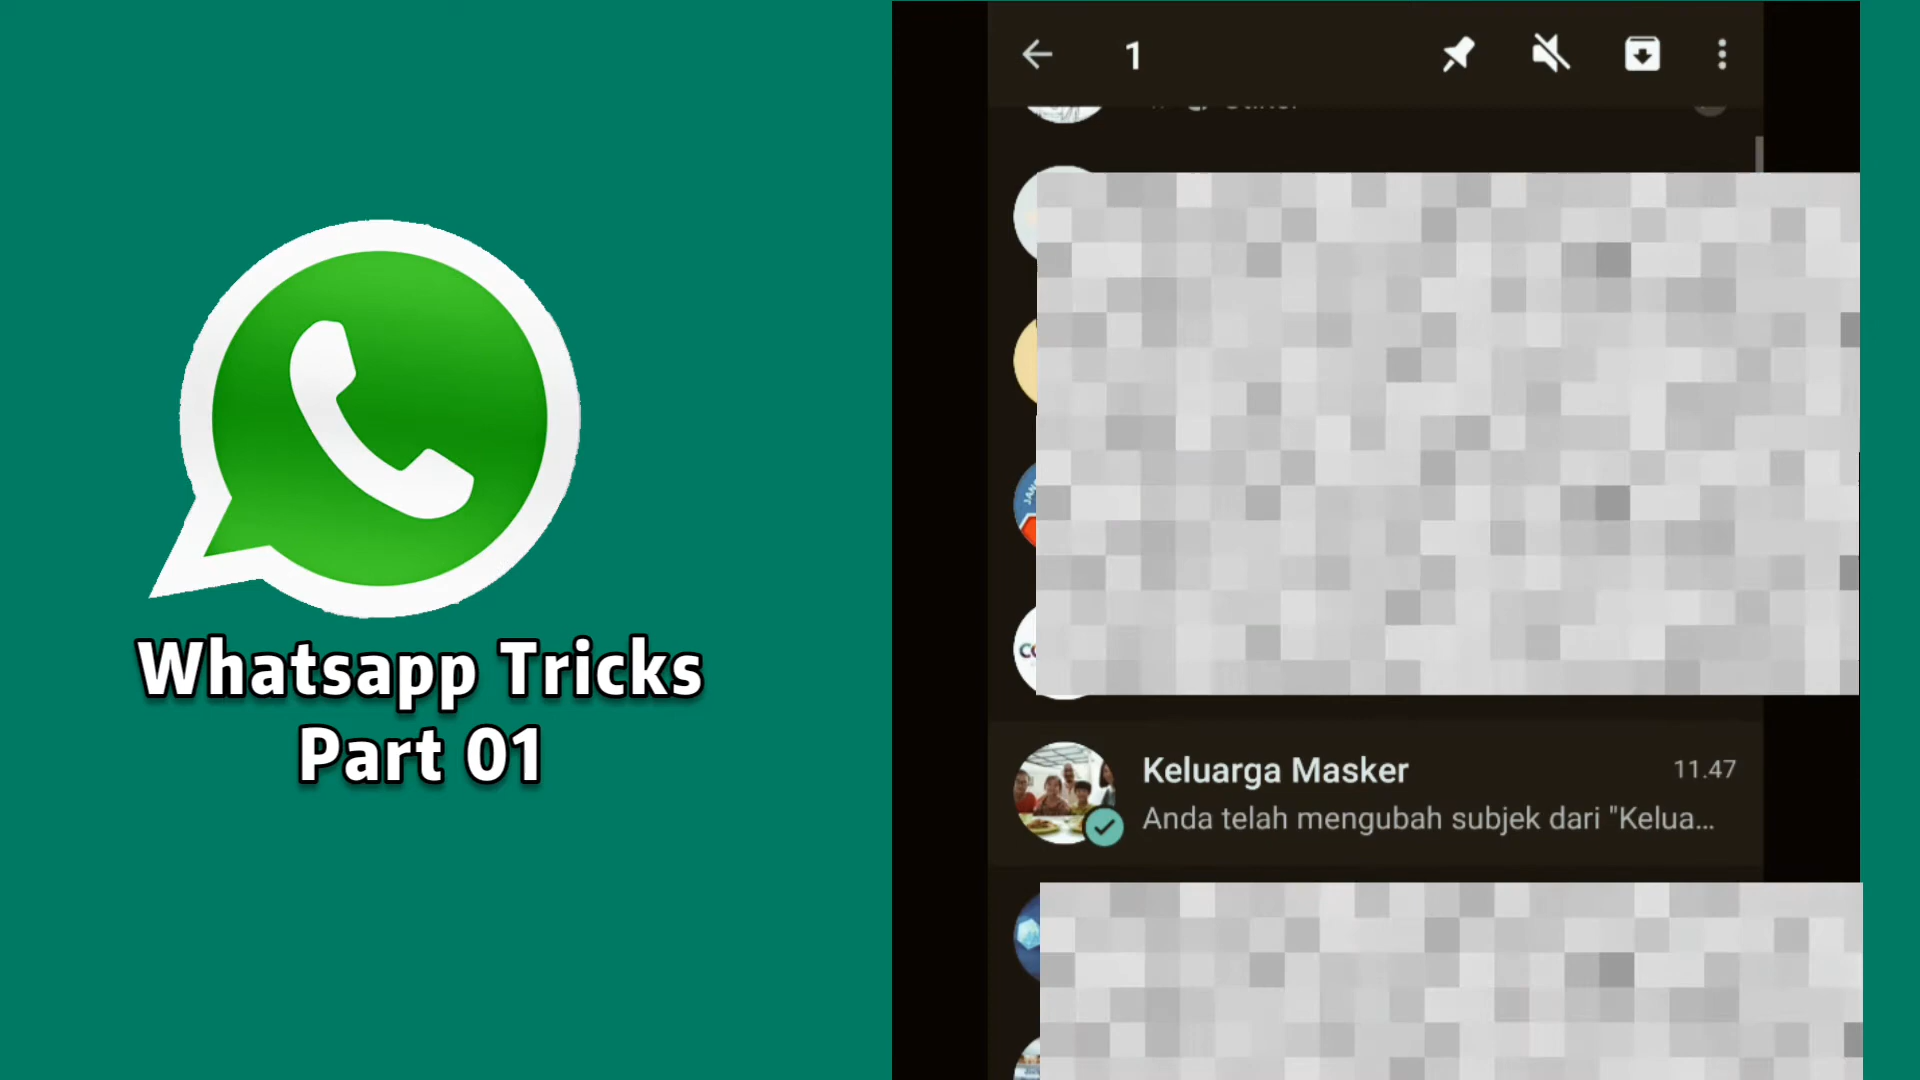 Whatsapp Tricks
Part 01
1
Keluarga Masker
11.47
Anda telah mengubah subjek dari "Kelua...